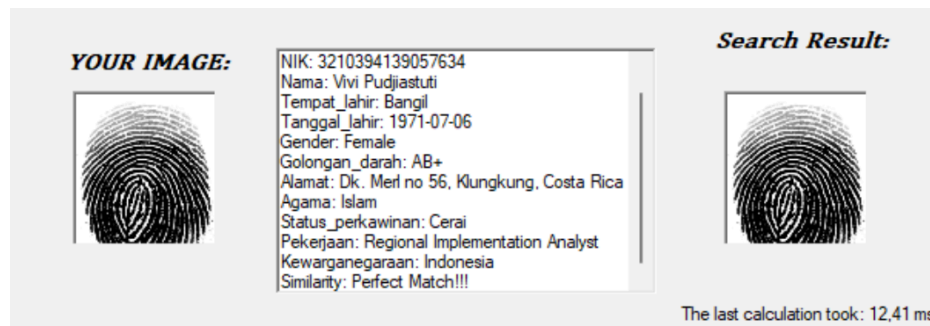 YOUR IMAGE:
NIK: 3210394139057634
Nama: Vivi Pudjiastuti
Tempat_lahir: Bangil
Tanggal_lahir: 1971-07-06
Gender: Female
Golongan_darah: AB+
Alamat: Dk. Merl no 56, Klungkung, Costa Rica
Agama: Islam
Status_perkawinan: Cerai
Pekerjaan: Regional Implementation Analyst
Kewarganegaraan: Indonesia
Similarity: Perfect Match!!!
Search Result:
The last calculation took: 12,41 ms